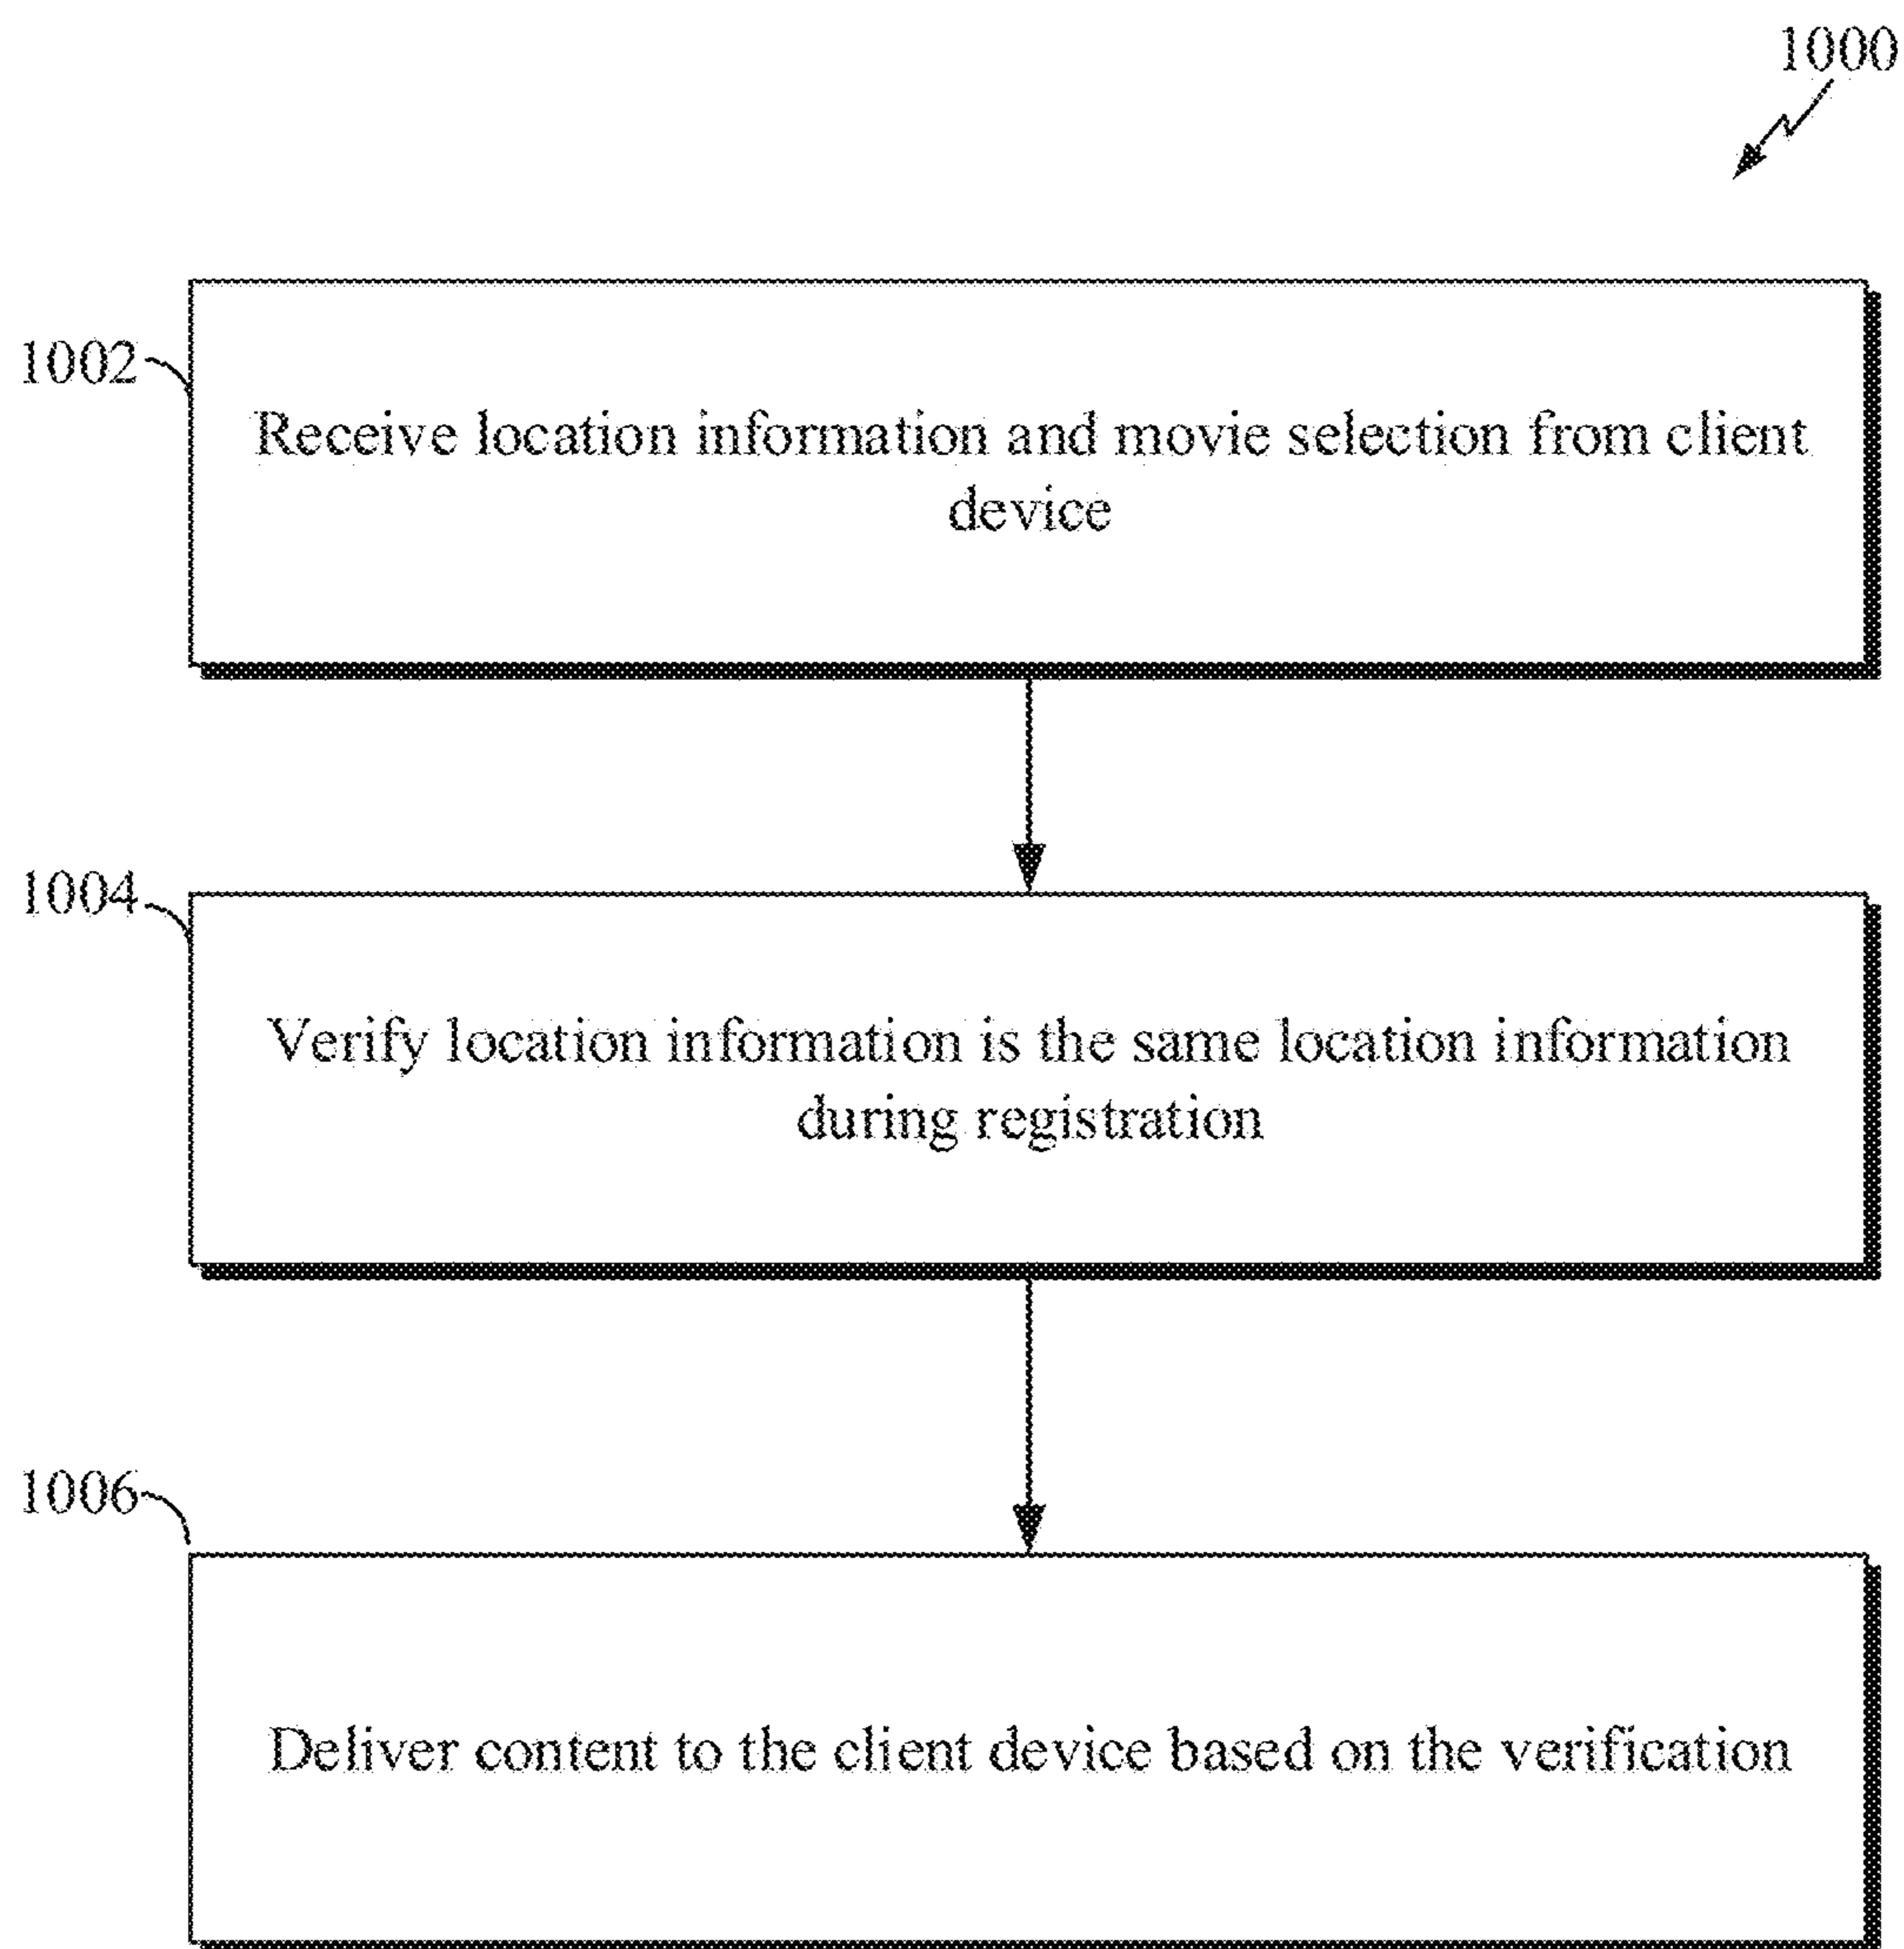 1000
1002
Receive location information and movie selection from client
device
1004
Verify location information is the same location information
during registration
1006
Deliver content to the client device based on the verification